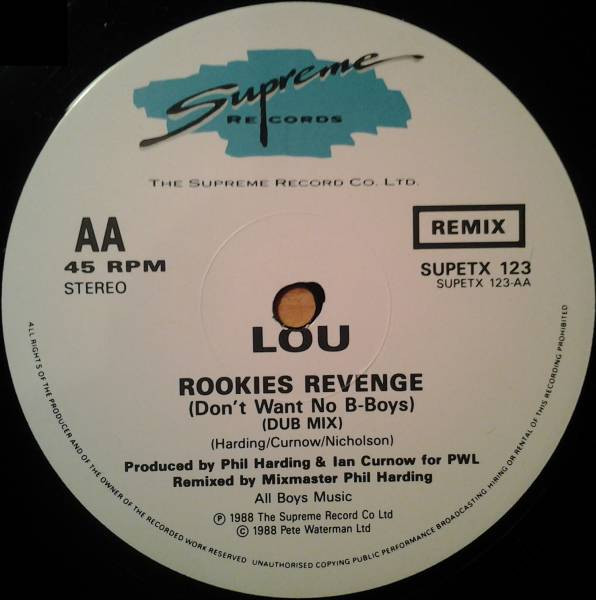 Supreme
RECORDS
THE SUPREME RECORD CO. LTD.
AA
45 RPM
STEREO
REMIX
SUPETX 123
SUPETX 123-AA
LOU
ROOKIES REVENGE
(Don't Want No B-Boys)
(DUB MIX)
(Harding/Curnow/Nicholson)
Produced by Phil Harding & Ian Curnow for PWL
Remixed by Mixmaster Phil Harding
All Boys Music
Ⓟ 1988 The Supreme Record Co Ltd
© 1988 Pete Waterman Ltd
ALL RIGHTS OF THE PRODUCER AND OF THE OWNER OF THE RECORDED WORK RESERVED UNAUTHORISED COPYING PUBLIC PERFORMANCE BROADCASTING HIRING OR RENTAL OF THIS RECORDING PROHIBITED